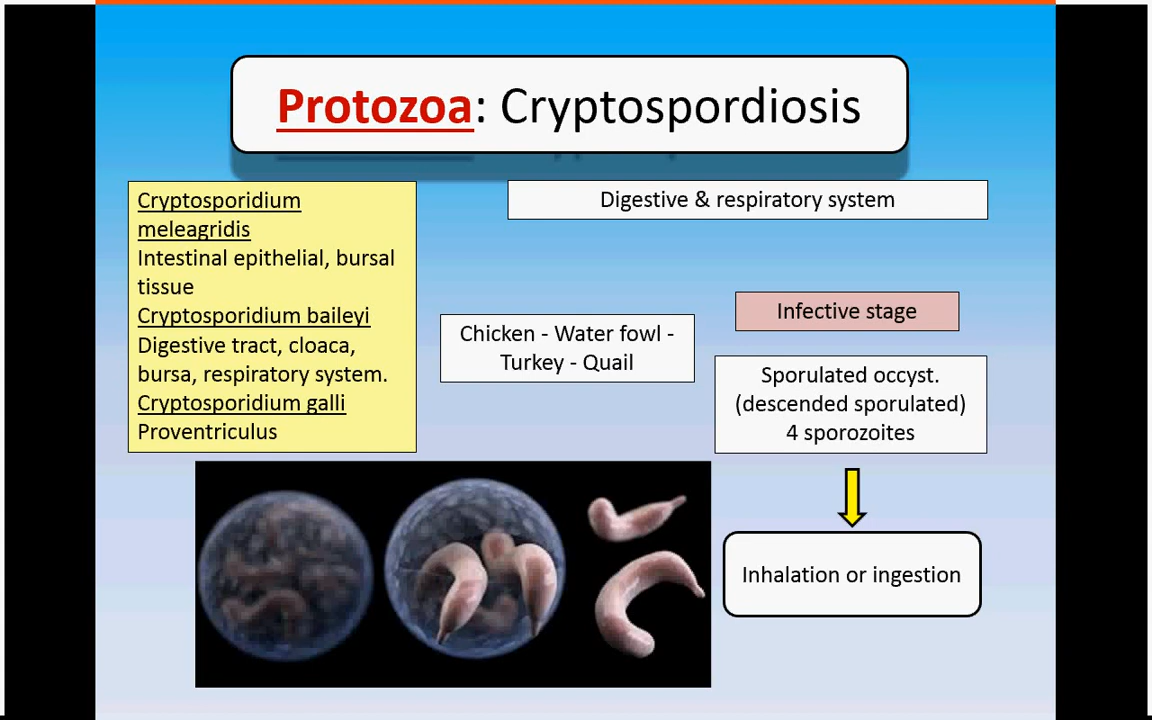 Protozoa: Cryptospordiosis
Cryptosporidium
meleagridis
Intestinal epithelial, bursal
tissue
Cryptosporidium baileyi
Digestive tract, cloaca,
bursa, respiratory system.
Cryptosporidium galli
Proventriculus
Digestive & respiratory system
Chicken - Water fowl -
Turkey - Quail
Infective stage
Sporulated occyst.
(descended sporulated)
4 sporozoites
Inhalation or ingestion